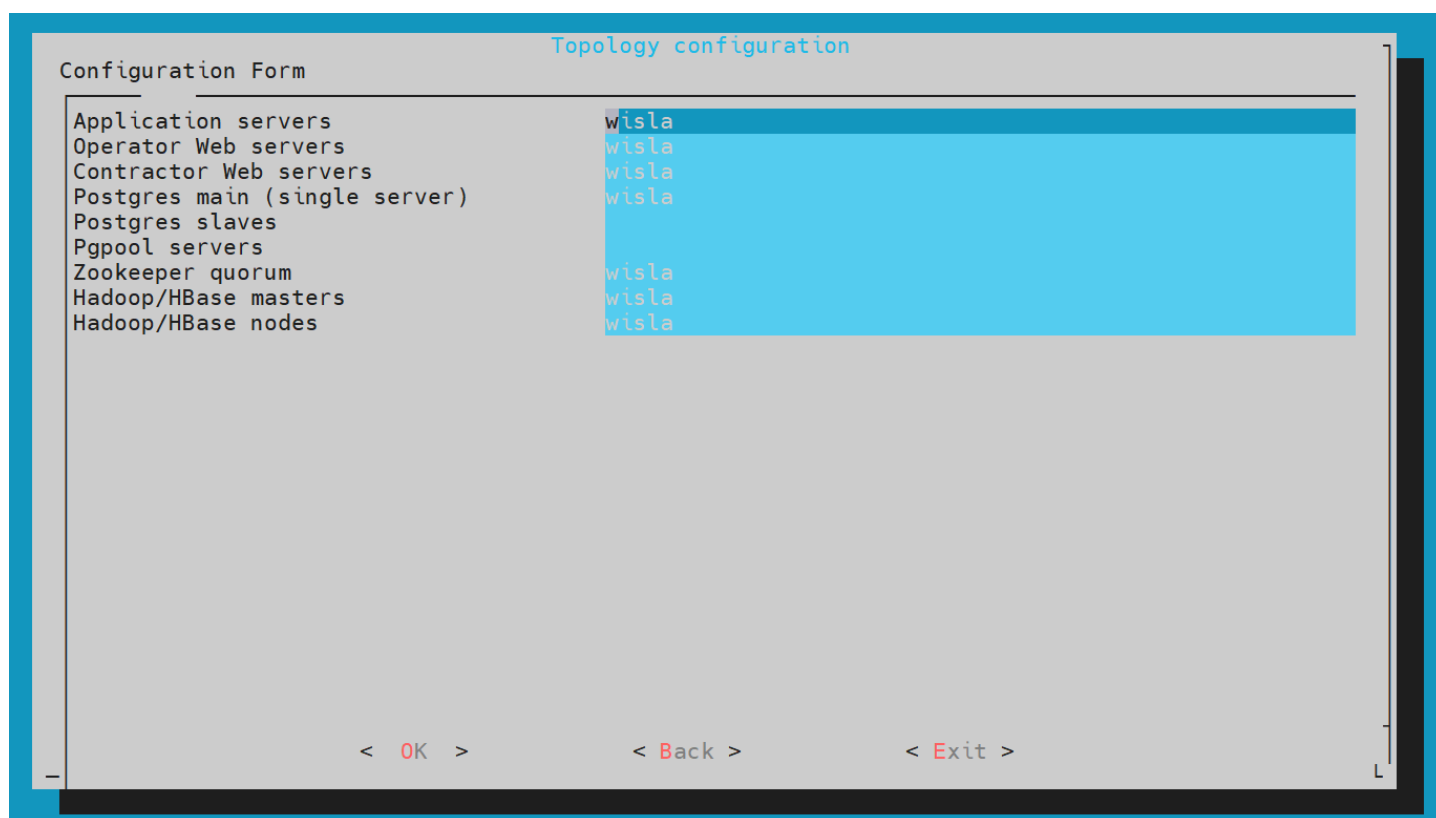 Topology configuration
Configuration Form
Application servers wisla
Operator Web servers wisla
Contractor Web servers wisla
Postgres main (single server) wisla
Postgres slaves
Pgpool servers
Zookeeper quorum wisla
Hadoop/HBase masters wisla
Hadoop/HBase nodes wisla
< OK > < Back > < Exit >